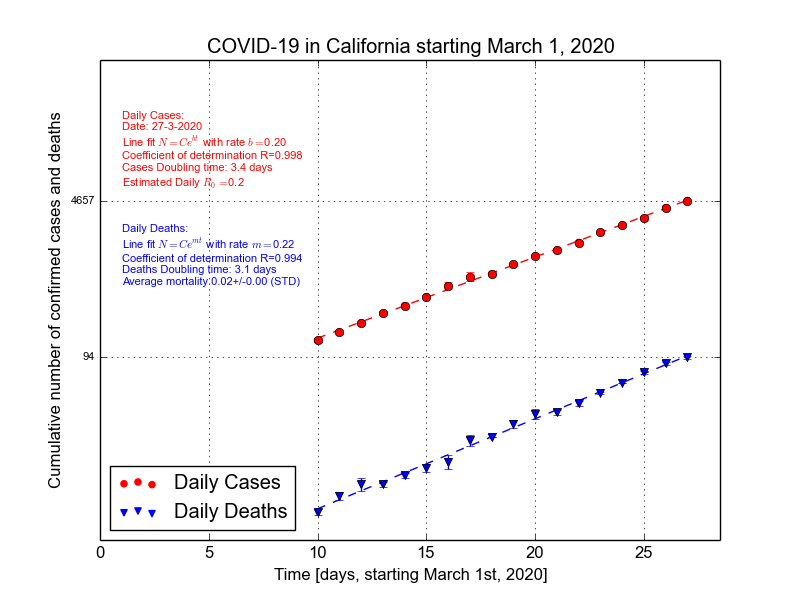 COVID-19 in California starting March 1, 2020
Cumulative number of confirmed cases and deaths
Daily Cases:
Date: 27-3-2020
Line fit N = Ce^{bt} with rate b = 0.20
Coefficient of determination R=0.998
Cases Doubling time: 3.4 days
Estimated Daily R_0 = 0.2
4657
Daily Deaths:
Line fit N = Ce^{mt} with rate m = 0.22
Coefficient of determination R=0.994
Deaths Doubling time: 3.1 days
Average mortality:0.02+/-0.00 (STD)
94
Daily Cases
Daily Deaths
0 5 10 15 20 25
Time [days, starting March 1st, 2020]